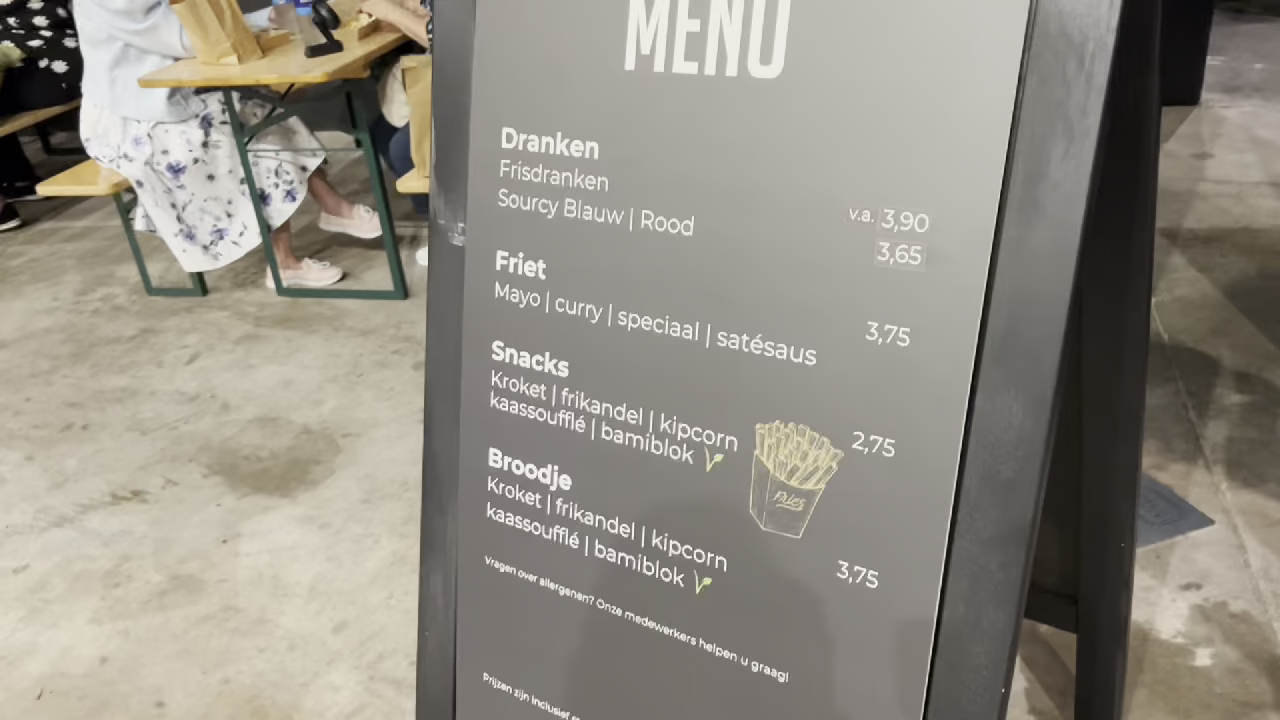 MENU
Dranken
Frisdranken v.a. 3,90
Sourcy Blauw | Rood 3,65
Friet
Mayo | curry | speciaal | satésaus 3,75
Snacks
Kroket | frikandel | kipcorn 2,75
kaassoufflé | bamiblok
FRIES
Broodje
Kroket | frikandel | kipcorn 3,75
kaassoufflé | bamiblok
Vragen over allergenen? Onze medewerkers helpen u graag!
Prijzen zijn inclusief